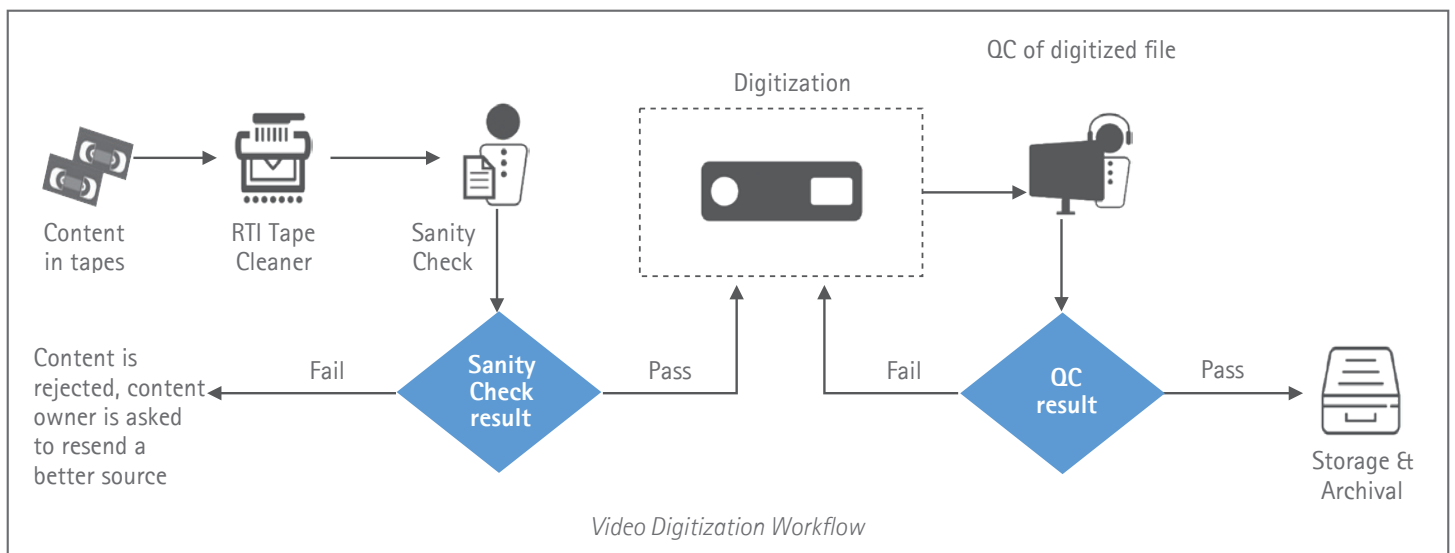 QC of digitized file
Digitization
Content
in tapes
RTI Tape
Cleaner
Sanity
Check
Content is
rejected, content
owner is asked
to resend a
better source
Fail
Sanity
Check
result
Pass
Fail
QC
result
Pass
Storage &
Archival
Video Digitization Workflow